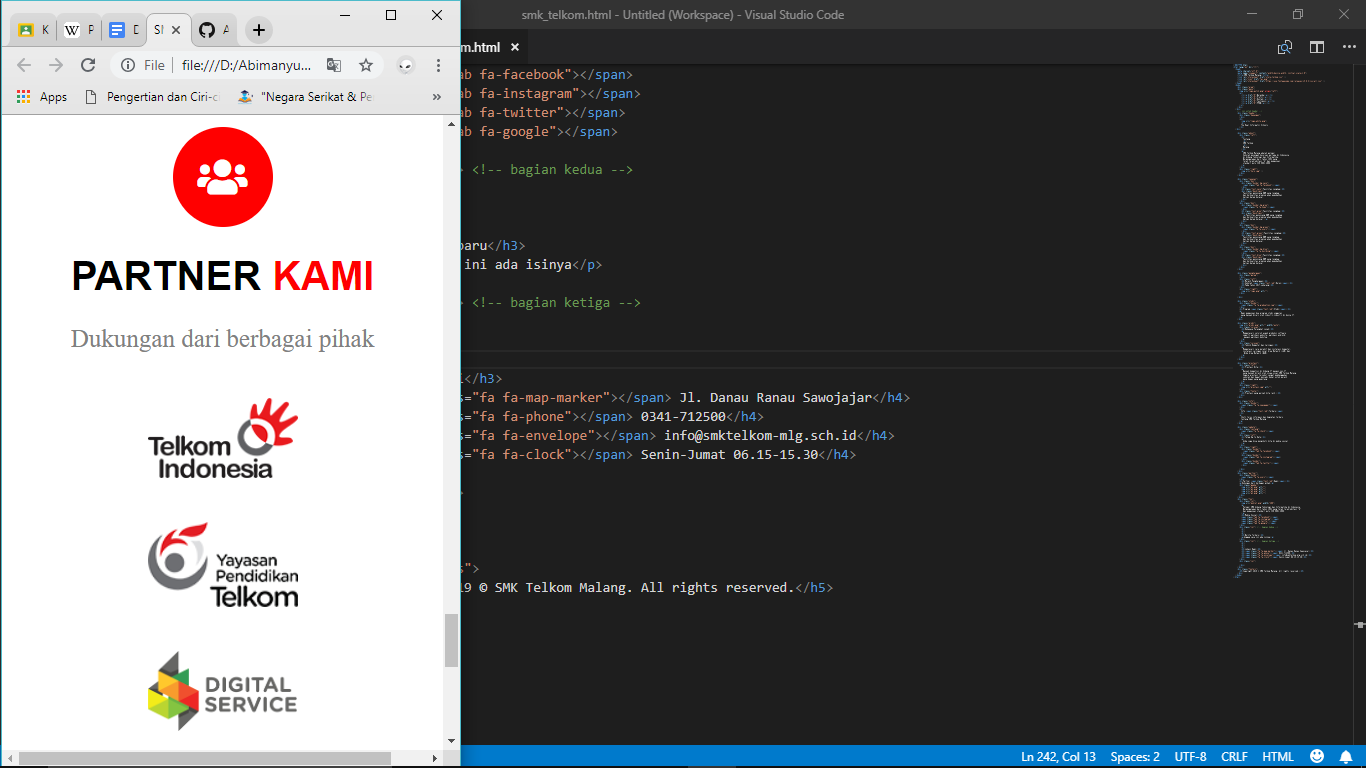 smk_telkom.html - Untitled (Workspace) - Visual Studio Code
K
W P
D
SI
A
m.html
File file:///D:/Abimanyu...
Apps Pengertian dan Ciri-c "Negara Serikat & Pe
PARTNER KAMI
Dukungan dari berbagai pihak
Telkom
Indonesia
Yayasan
Pendidikan
Telkom
DIGITAL
SERVICE
ab fa-facebook"></span>
ab fa-instagram"></span>
ab fa-twitter"></span>
ab fa-google"></span>
> <!-- bagian kedua -->
baru</h3>
ini ada isinya</p>
> <!-- bagian ketiga -->
i</h3>
s="fa fa-map-marker"></span> Jl. Danau Ranau Sawojajar</h4>
s="fa fa-phone"></span> 0341-712500</h4>
s="fa fa-envelope"></span> info@smktelkom-mlg.sch.id</h4>
s="fa fa-clock"></span> Senin-Jumat 06.15-15.30</h4>
>
s">
19 © SMK Telkom Malang. All rights reserved.</h5>
Ln 242, Col 13 Spaces: 2 UTF-8 CRLF HTML